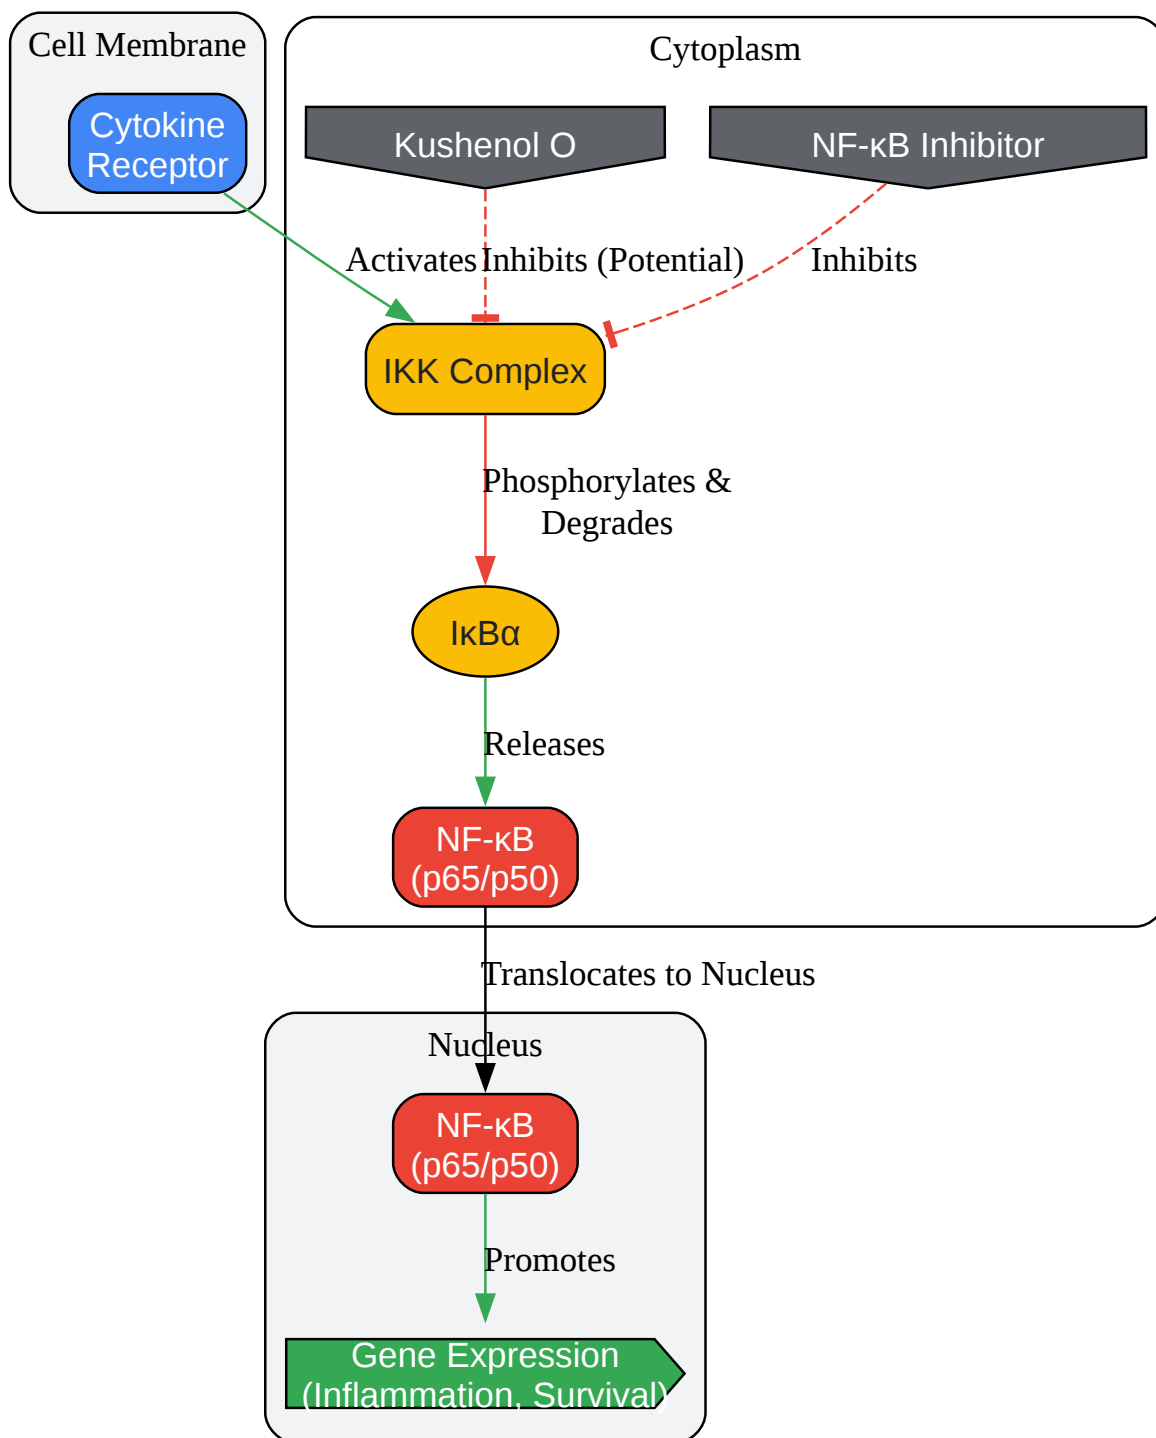 Cell Membrane
Cytoplasm
Cytokine
Receptor
Kushenol O
NF-κB Inhibitor
Activates
Inhibits (Potential)
Inhibits
IKK Complex
Phosphorylates &
Degrades
IκBα
Releases
NF-κB
(p65/p50)
Translocates to Nucleus
Nucleus
NF-κB
(p65/p50)
Promotes
Gene Expression
(Inflammation, Survival)